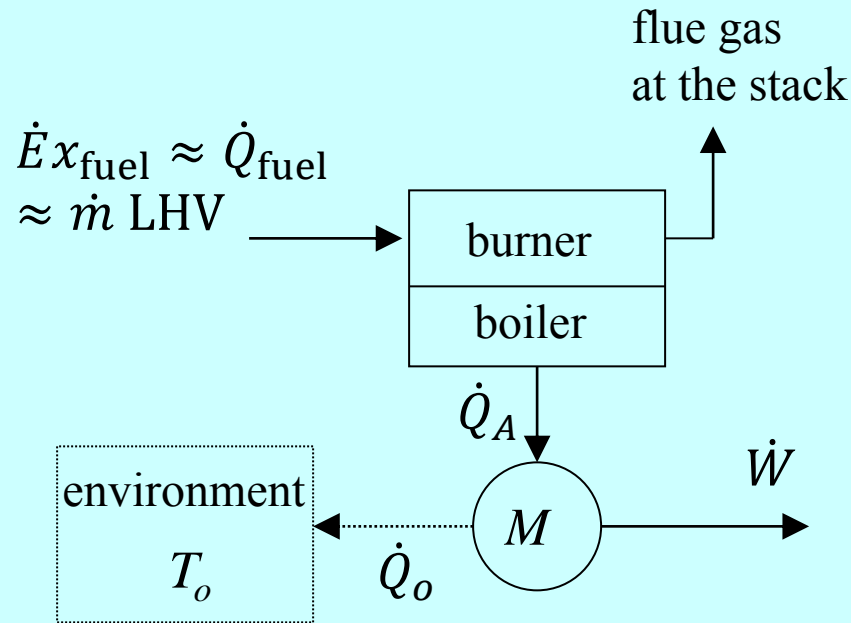 flue gas
at the stack
Ėx_fuel ≈ Q̇_fuel
≈ ṁ LHV
burner
boiler
Q̇_A
Ẇ
environment
M
T_o
Q̇_o